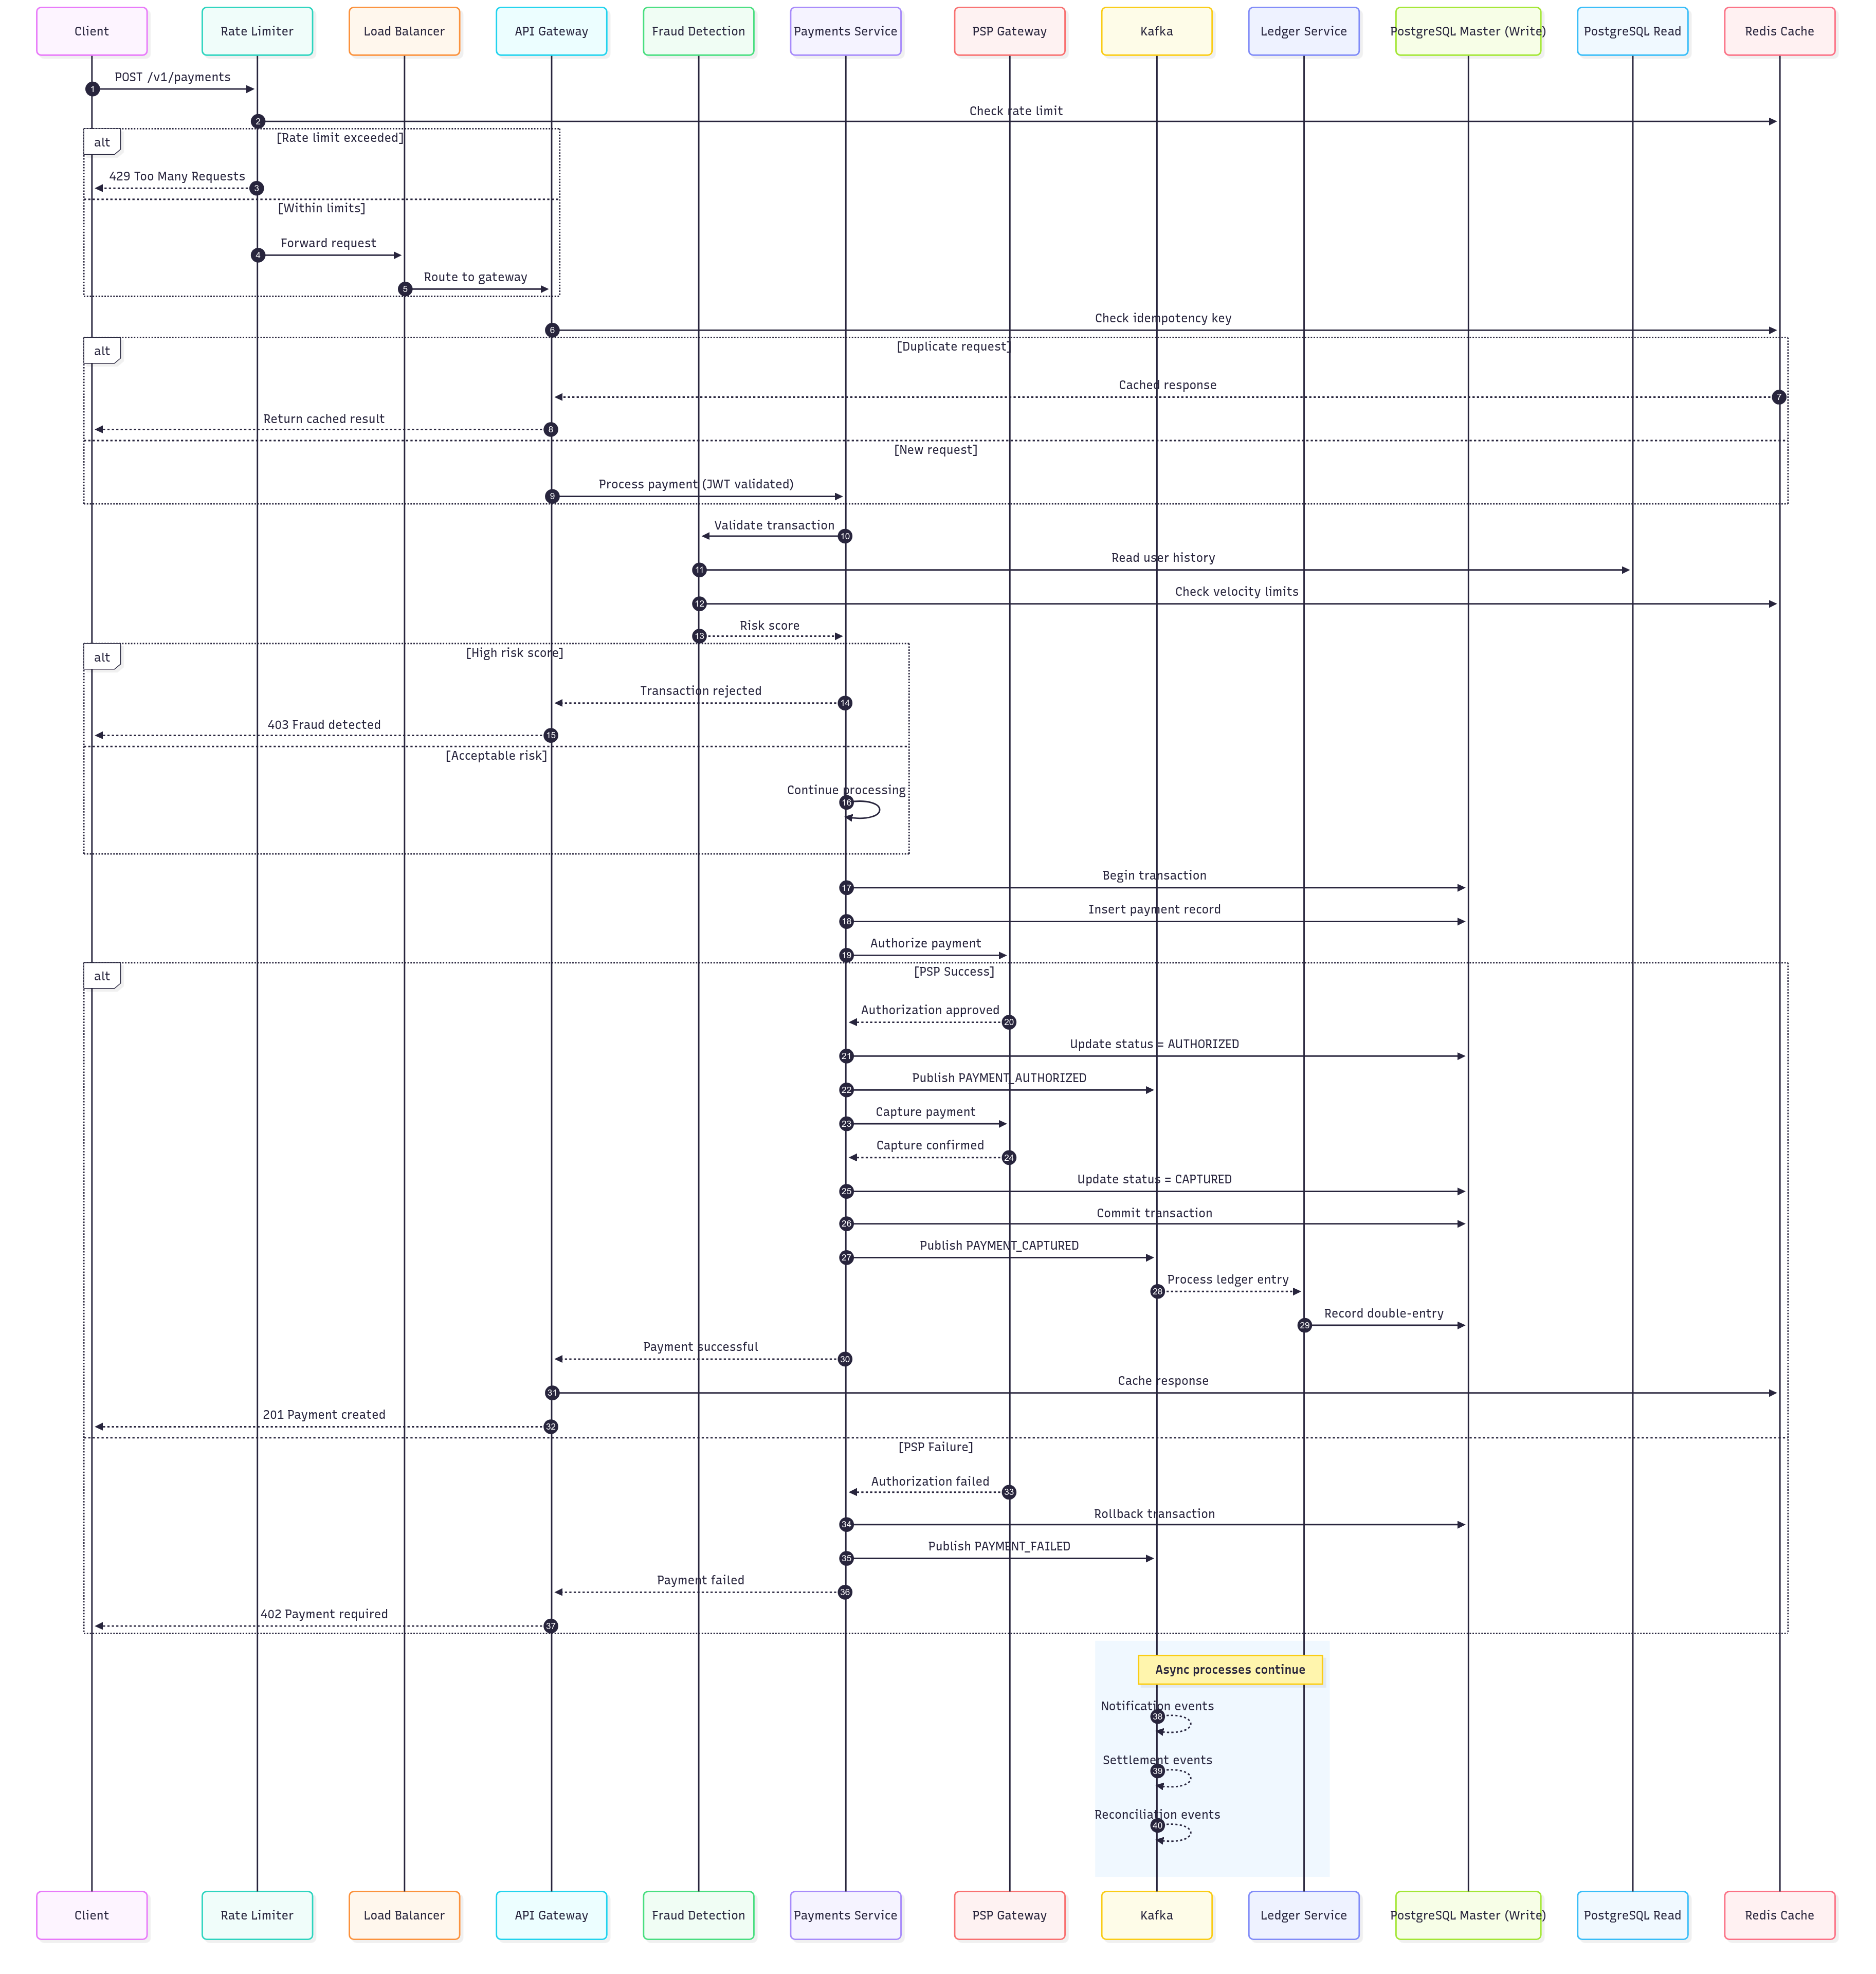 Client
Rate Limiter
Load Balancer
API Gateway
Fraud Detection
Payments Service
PSP Gateway
Kafka
Ledger Service
PostgreSQL Master (Write)
PostgreSQL Read
Redis Cache
POST /v1/payments
1
Check rate limit
2
alt
[Rate limit exceeded]
429 Too Many Requests
3
[Within limits]
Forward request
4
Route to gateway
5
Check idempotency key
6
alt
[Duplicate request]
Cached response
7
Return cached result
8
[New request]
Process payment (JWT validated)
9
Validate transaction
10
Read user history
11
Check velocity limits
12
Risk score
13
alt
[High risk score]
Transaction rejected
14
403 Fraud detected
15
[Acceptable risk]
Continue processing
16
Begin transaction
17
Insert payment record
18
Authorize payment
19
alt
[PSP Success]
Authorization approved
20
Update status = AUTHORIZED
21
Publish PAYMENT_AUTHORIZED
22
Capture payment
23
Capture confirmed
24
Update status = CAPTURED
25
Commit transaction
26
Publish PAYMENT_CAPTURED
27
Process ledger entry
28
Record double-entry
29
Payment successful
30
Cache response
31
201 Payment created
32
[PSP Failure]
Authorization failed
33
Rollback transaction
34
Publish PAYMENT_FAILED
35
Payment failed
36
402 Payment required
37
Async processes continue
Notification events
38
Settlement events
39
Reconciliation events
40
Client
Rate Limiter
Load Balancer
API Gateway
Fraud Detection
Payments Service
PSP Gateway
Kafka
Ledger Service
PostgreSQL Master (Write)
PostgreSQL Read
Redis Cache